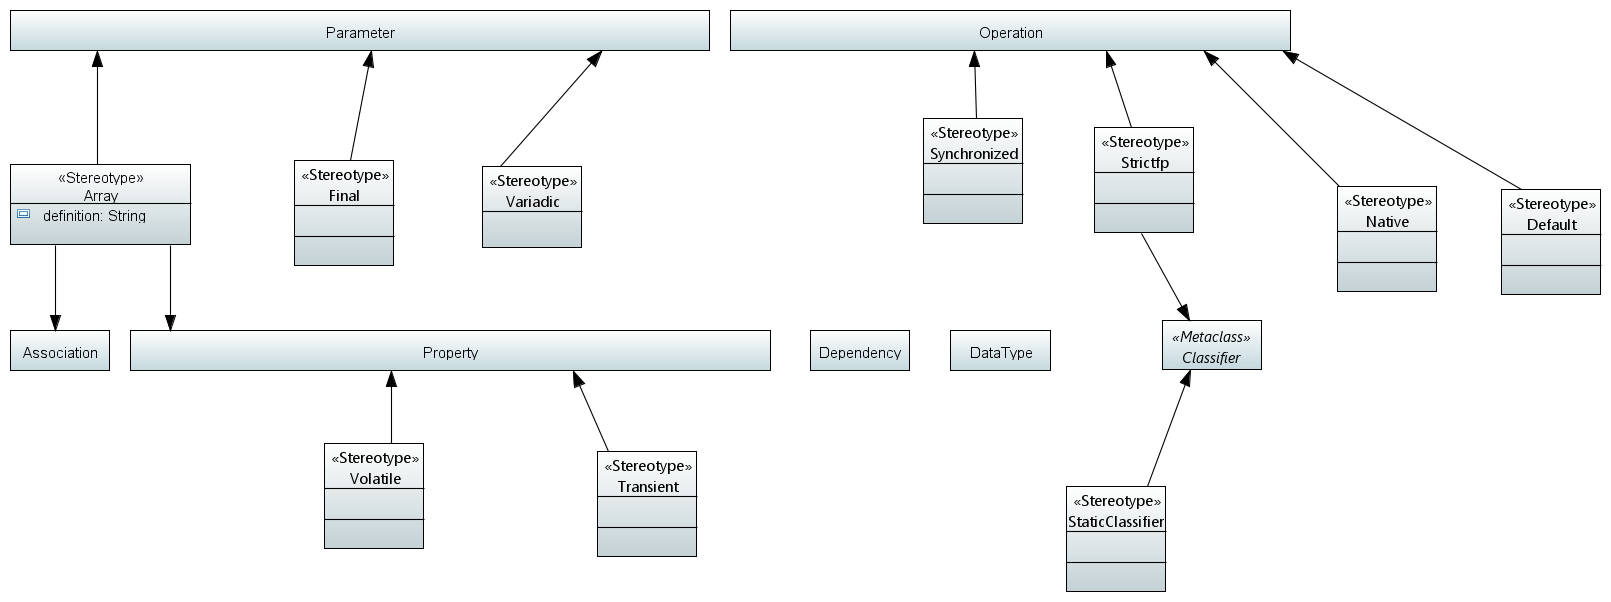 Parameter
Operation
«Stereotype»
Array
definition: String
«Stereotype»
Final
«Stereotype»
Variadic
«Stereotype»
Synchronized
«Stereotype»
Strictfp
«Stereotype»
Native
«Stereotype»
Default
Association
Property
Dependency
DataType
«Metaclass»
Classifier
«Stereotype»
Volatile
«Stereotype»
Transient
«Stereotype»
StaticClassifier